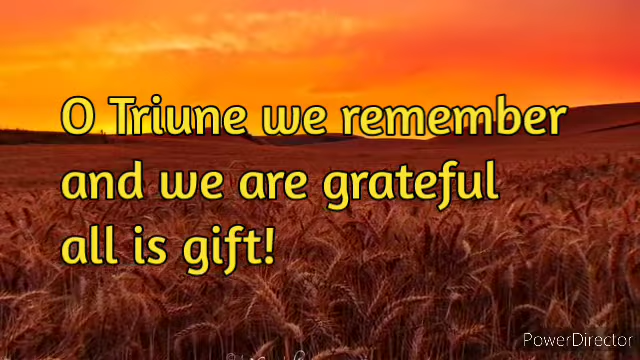 O Triune we remember
and we are grateful
all is gift!
PowerDirector